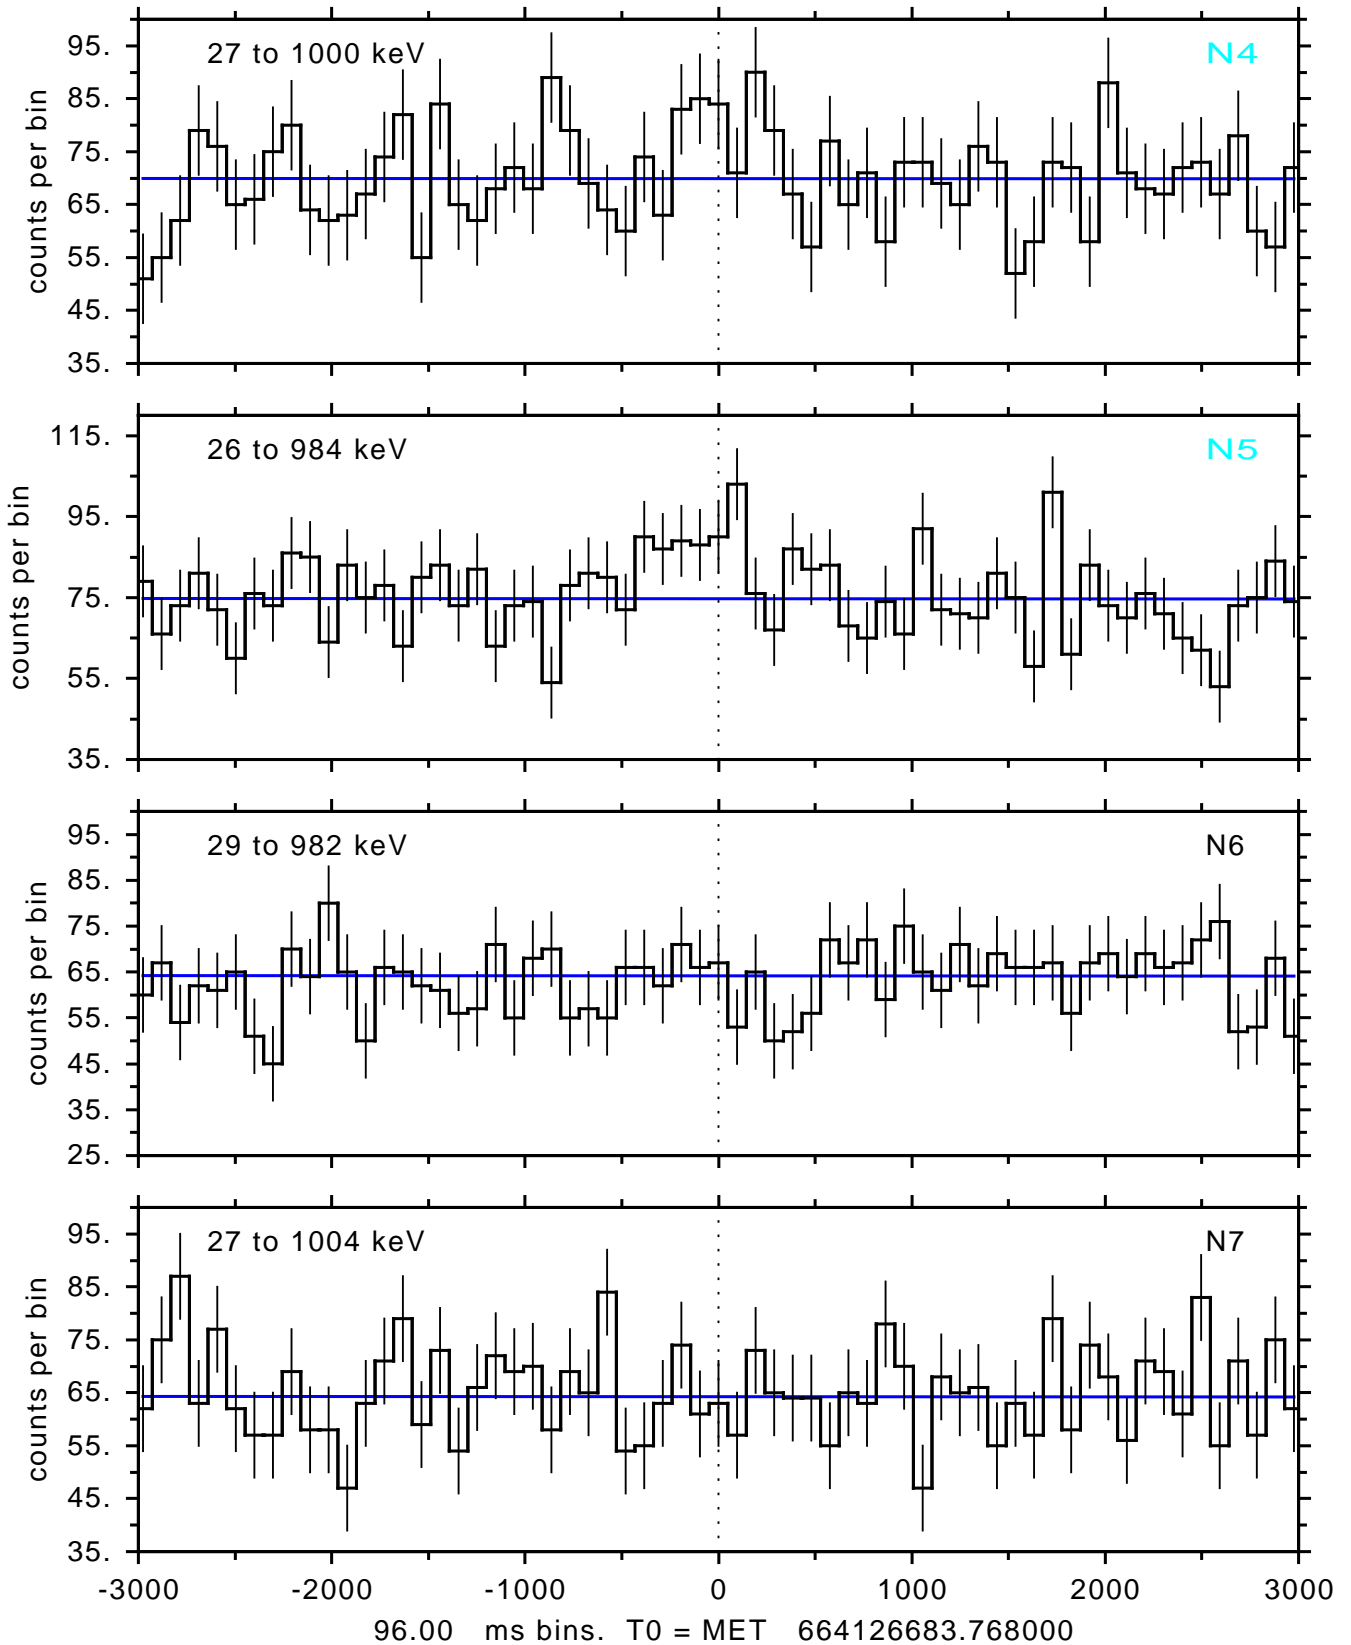 27 to 1000 keV N4
95.
85.
75.
65.
55.
45.
35.
counts per bin
26 to 984 keV N5
115.
95.
75.
55.
35.
counts per bin
29 to 982 keV N6
95.
85.
75.
65.
55.
45.
35.
25.
counts per bin
27 to 1004 keV N7
95.
85.
75.
65.
55.
45.
35.
counts per bin
-3000 -2000 -1000 0 1000 2000 3000
96.00 ms bins. T0 = MET 664126683.768000